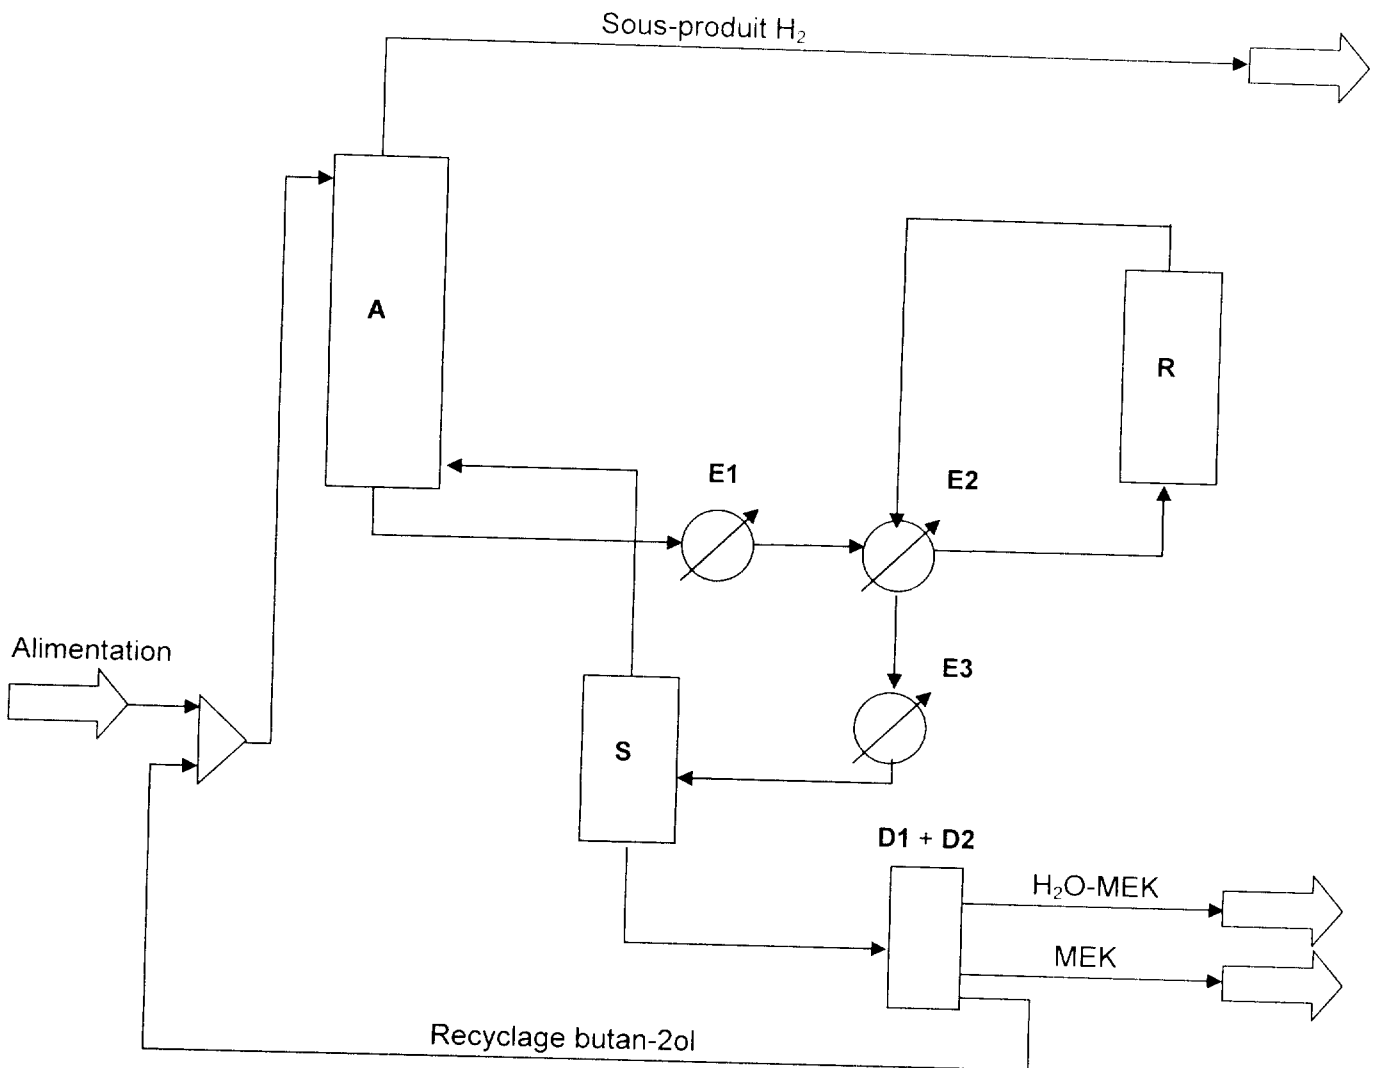 Sous-produit H₂
A
R
E1
E2
Alimentation
E3
S
D1 + D2
H₂O-MEK
MEK
Recyclage butan-2ol